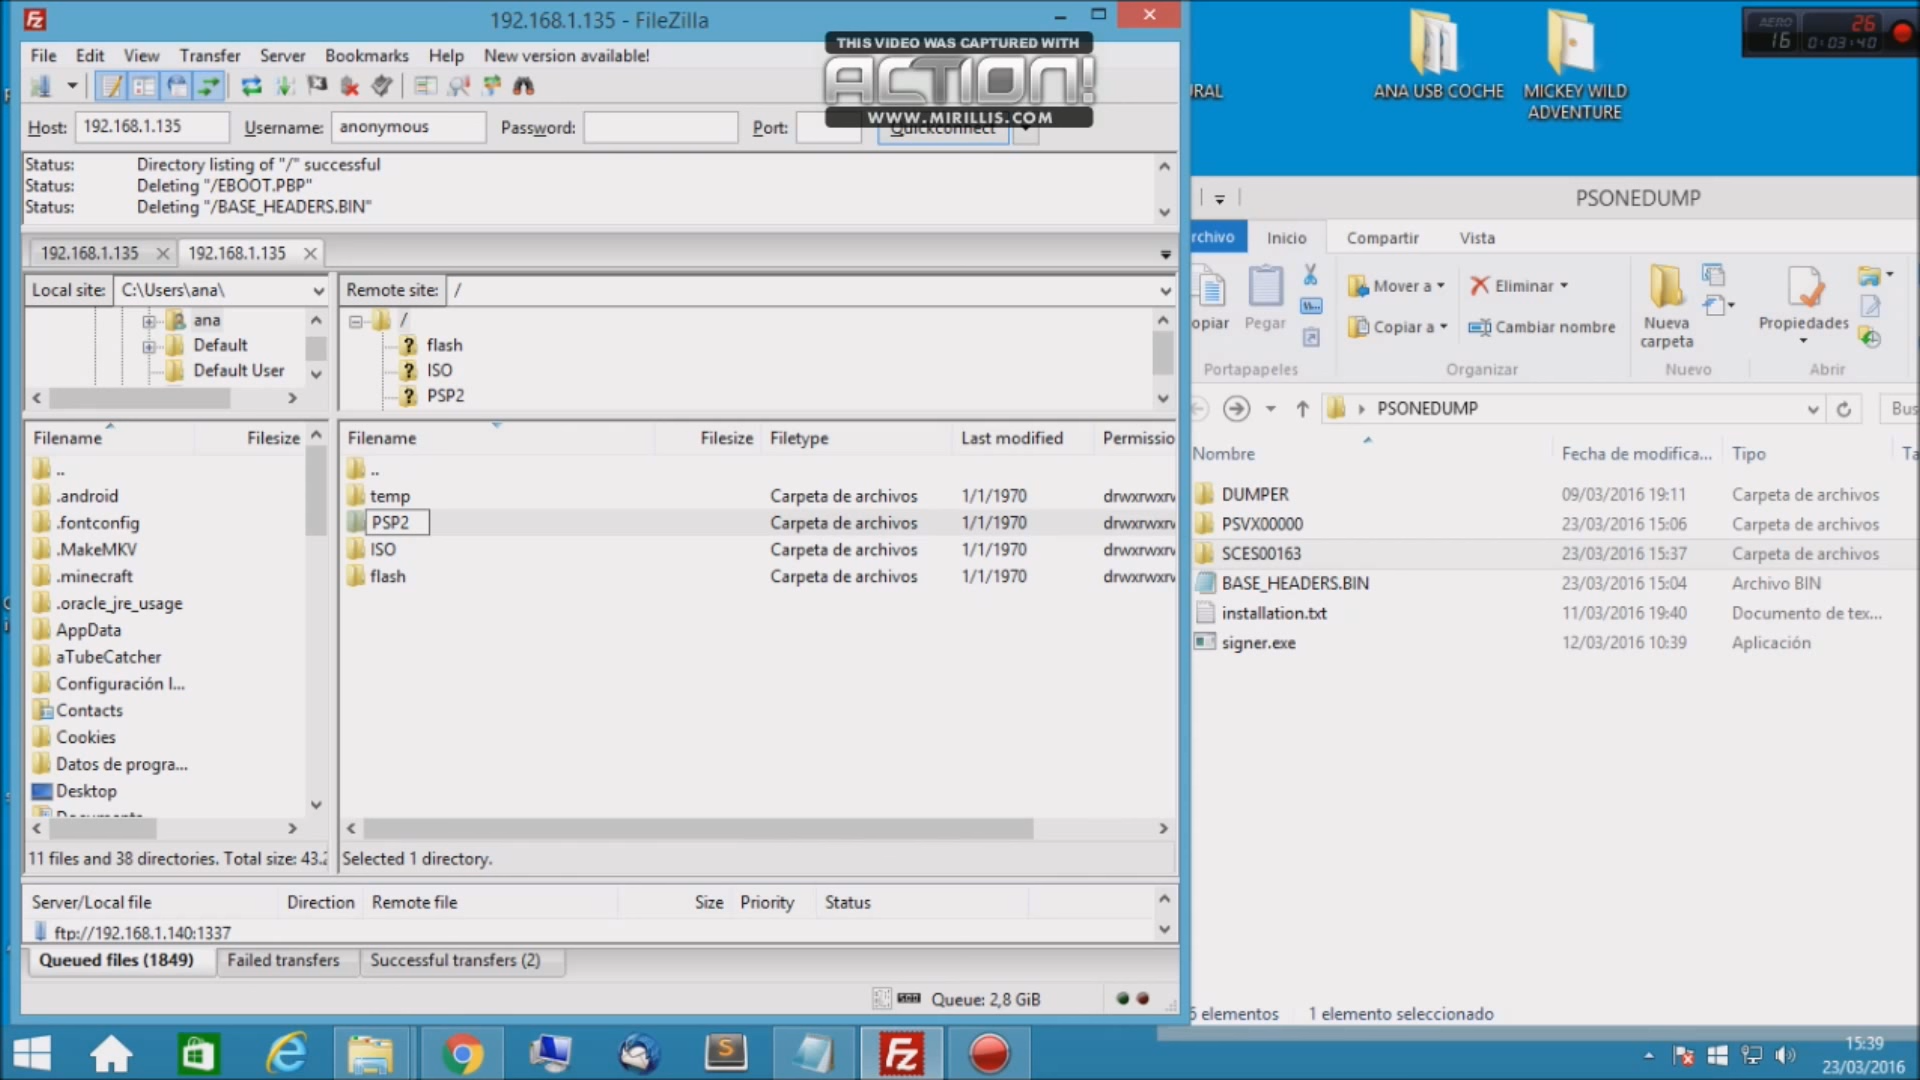 192.168.1.135 - FileZilla
File Edit View Transfer Server Bookmarks Help New version available!
THIS VIDEO WAS CAPTURED WITH
ACTION!
WWW.MIRILLIS.COM
Host: 192.168.1.135 Username: anonymous Password: Port: Quickconnect
Status: Directory listing of "/" successful
Status: Deleting "/EBOOT.PBP"
Status: Deleting "/BASE_HEADERS.BIN"
192.168.1.135 192.168.1.135
Local site: C:\Users\ana\
ana
Default
Default User
Remote site: /
/
flash
ISO
PSP2
Filename Filesize
..
.android
.fontconfig
.MakeMKV
.minecraft
.oracle_jre_usage
AppData
aTubeCatcher
Configuración l...
Contacts
Cookies
Datos de progra...
Desktop
11 files and 38 directories. Total size: 43.2
Filename Filesize Filetype Last modified Permissio
..
temp Carpeta de archivos 1/1/1970 drwxrwxrw
PSP2 Carpeta de archivos 1/1/1970 drwxrwxrw
ISO Carpeta de archivos 1/1/1970 drwxrwxrw
flash Carpeta de archivos 1/1/1970 drwxrwxrw
Selected 1 directory.
Server/Local file Direction Remote file Size Priority Status
ftp://192.168.1.140:1337
Queued files (1849) Failed transfers Successful transfers (2)
Queue: 2,8 GiB
URAL
ANA USB COCHE
MICKEY WILD
ADVENTURE
AERO
16
26
0:03:40
PSONEDUMP
rchivo Inicio Compartir Vista
opiar Pegar
Mover a
Copiar a
Eliminar
Cambiar nombre
Nueva
carpeta
Propiedades
Portapapeles Organizar Nuevo Abrir
PSONEDUMP
Bus
Nombre Fecha de modifica... Tipo Ta
DUMPER 09/03/2016 19:11 Carpeta de archivos
PSVX00000 23/03/2016 15:06 Carpeta de archivos
SCES00163 23/03/2016 15:37 Carpeta de archivos
BASE_HEADERS.BIN 23/03/2016 15:04 Archivo BIN
installation.txt 11/03/2016 19:40 Documento de tex...
signer.exe 12/03/2016 10:39 Aplicación
6 elementos 1 elemento seleccionado
15:39
23/03/2016